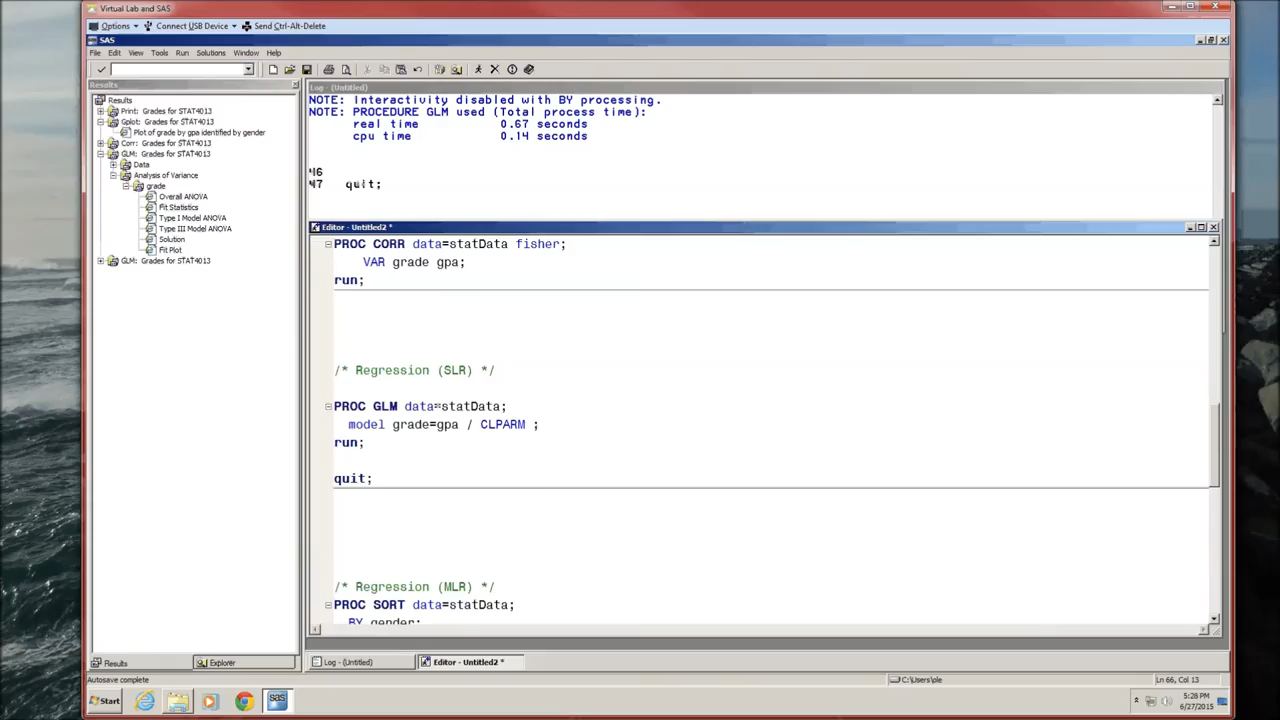 Virtual Lab and SAS
Options Connect USB Device Send Ctrl-Alt-Delete
SAS
File Edit View Tools Run Solutions Window Help
Results
Results
Print: Grades for STAT4013
Gplot: Grades for STAT4013
Plot of grade by gpa identified by gender
Corr: Grades for STAT4013
GLM: Grades for STAT4013
Data
Analysis of Variance
grade
Overall ANOVA
Fit Statistics
Type I Model ANOVA
Type III Model ANOVA
Solution
Fit Plot
GLM: Grades for STAT4013
Log - (Untitled)
NOTE: Interactivity disabled with BY processing.
NOTE: PROCEDURE GLM used (Total process time):
real time 0.67 seconds
cpu time 0.14 seconds
quit;
Editor - Untitled2 *
PROC CORR data=statData fisher;
VAR grade gpa;
run;
/* Regression (SLR) */
PROC GLM data=statData;
model grade=gpa / CLPARM ;
run;
quit;
/* Regression (MLR) */
PROC SORT data=statData;
BY gender;
Results Explorer
Log - (Untitled) Editor - Untitled2 *
Autosave complete
C:\Users\ple
Ln 66, Col 13
Start
sas
5:28 PM
6/27/2015